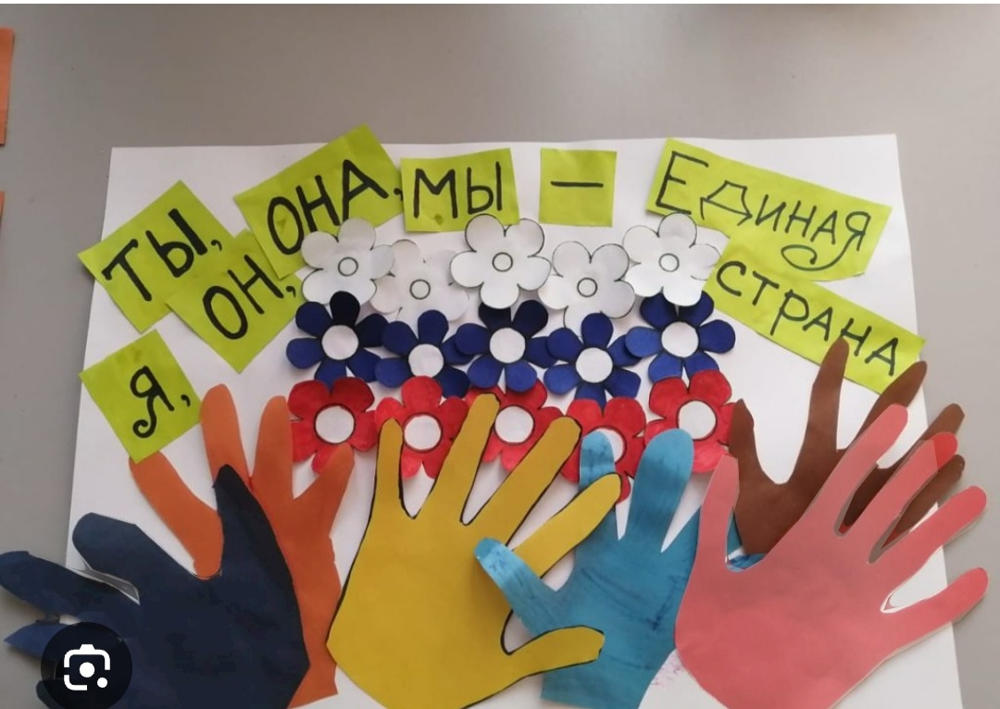 Я,
ТЫ,
ОН,
ОНА,
МЫ
—
ЕДИНАЯ
СТРАНА